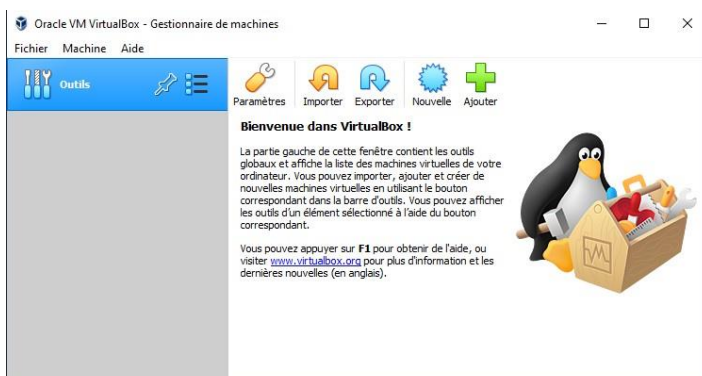 Oracle VM VirtualBox - Gestionnaire de machines
Fichier Machine Aide
Outils
Paramètres Importer Exporter Nouvelle Ajouter
Bienvenue dans VirtualBox !
La partie gauche de cette fenêtre contient les outils
globaux et affiche la liste des machines virtuelles de votre
ordinateur. Vous pouvez importer, ajouter et créer de
nouvelles machines virtuelles en utilisant le bouton
correspondant dans la barre d'outils. Vous pouvez afficher
les outils d'un élément sélectionné à l'aide du bouton
correspondant.
Vous pouvez appuyer sur F1 pour obtenir de l'aide, ou
visiter www.virtualbox.org pour plus d'information et les
dernières nouvelles (en anglais).